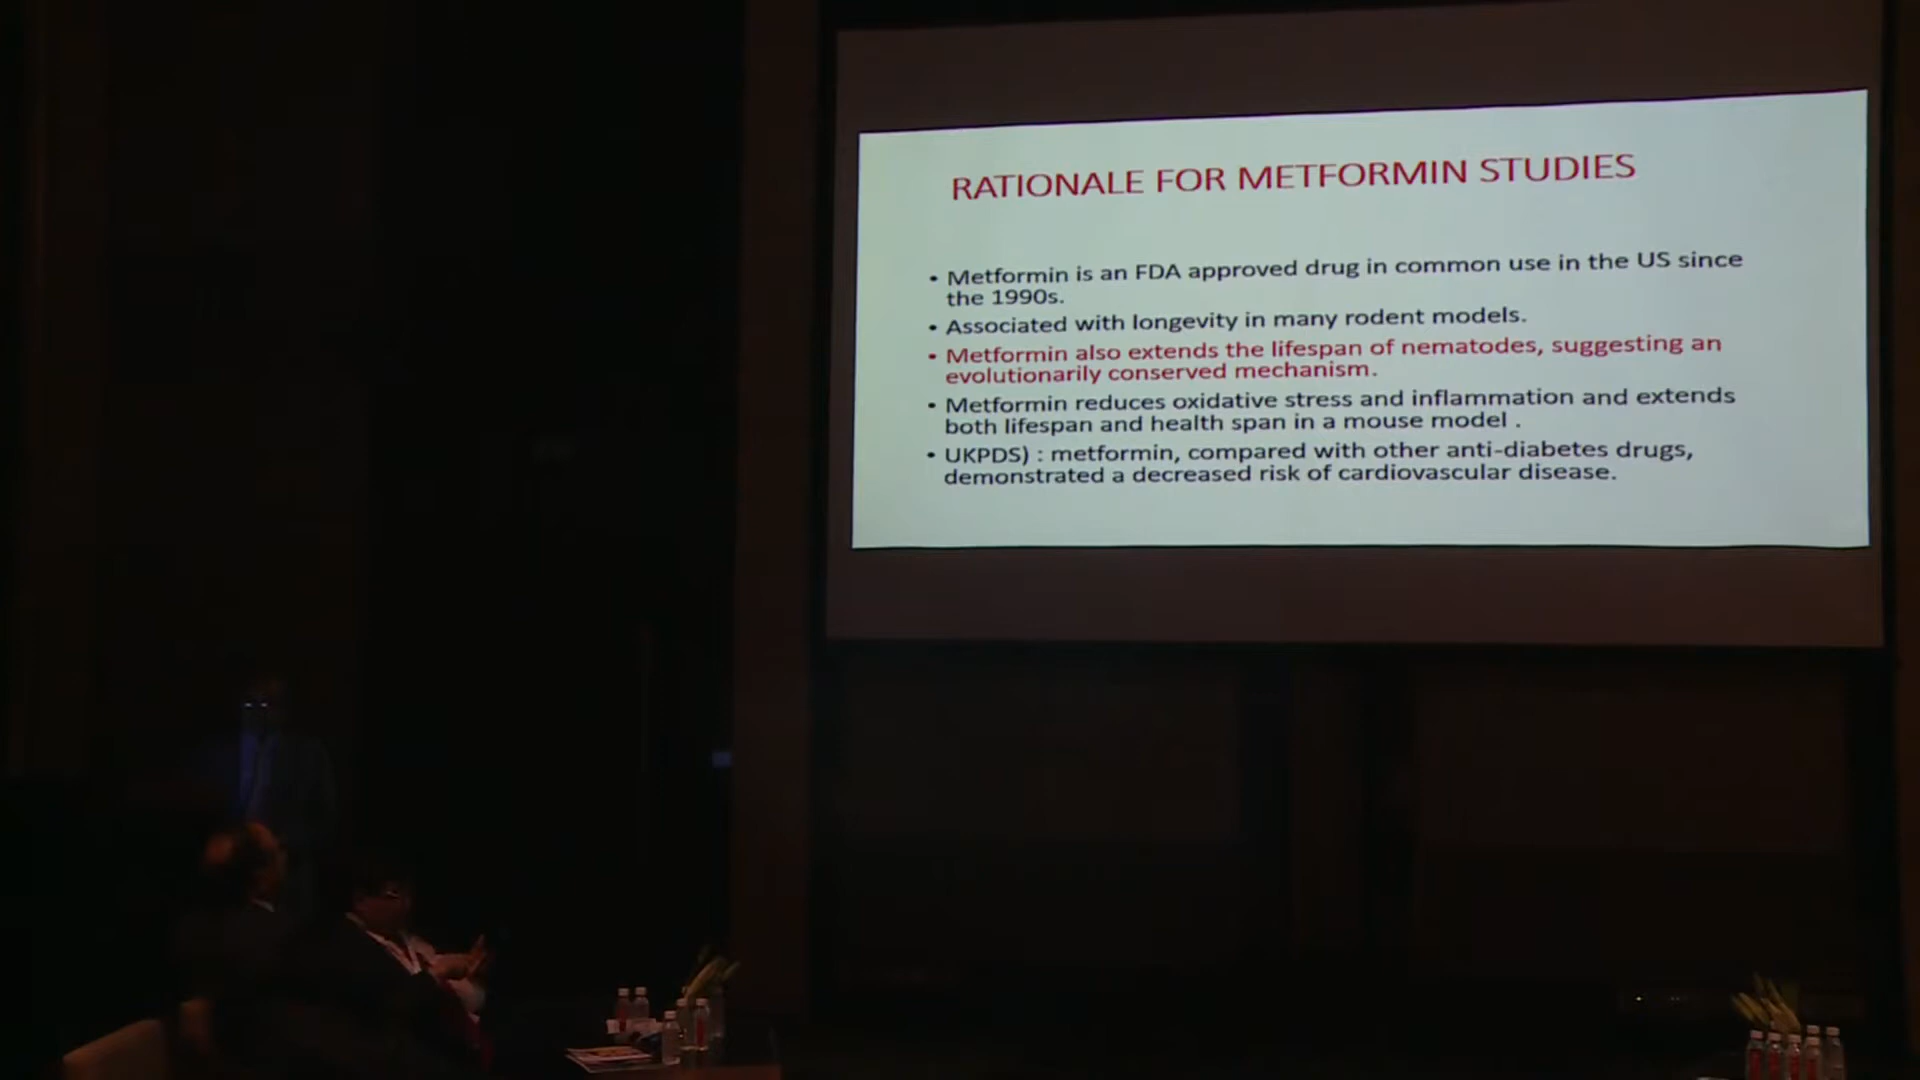 RATIONALE FOR METFORMIN STUDIES
• Metformin is an FDA approved drug in common use in the US since
the 1990s.
• Associated with longevity in many rodent models.
• Metformin also extends the lifespan of nematodes, suggesting an
evolutionarily conserved mechanism.
• Metformin reduces oxidative stress and inflammation and extends
both lifespan and health span in a mouse model .
• UKPDS) : metformin, compared with other anti-diabetes drugs,
demonstrated a decreased risk of cardiovascular disease.